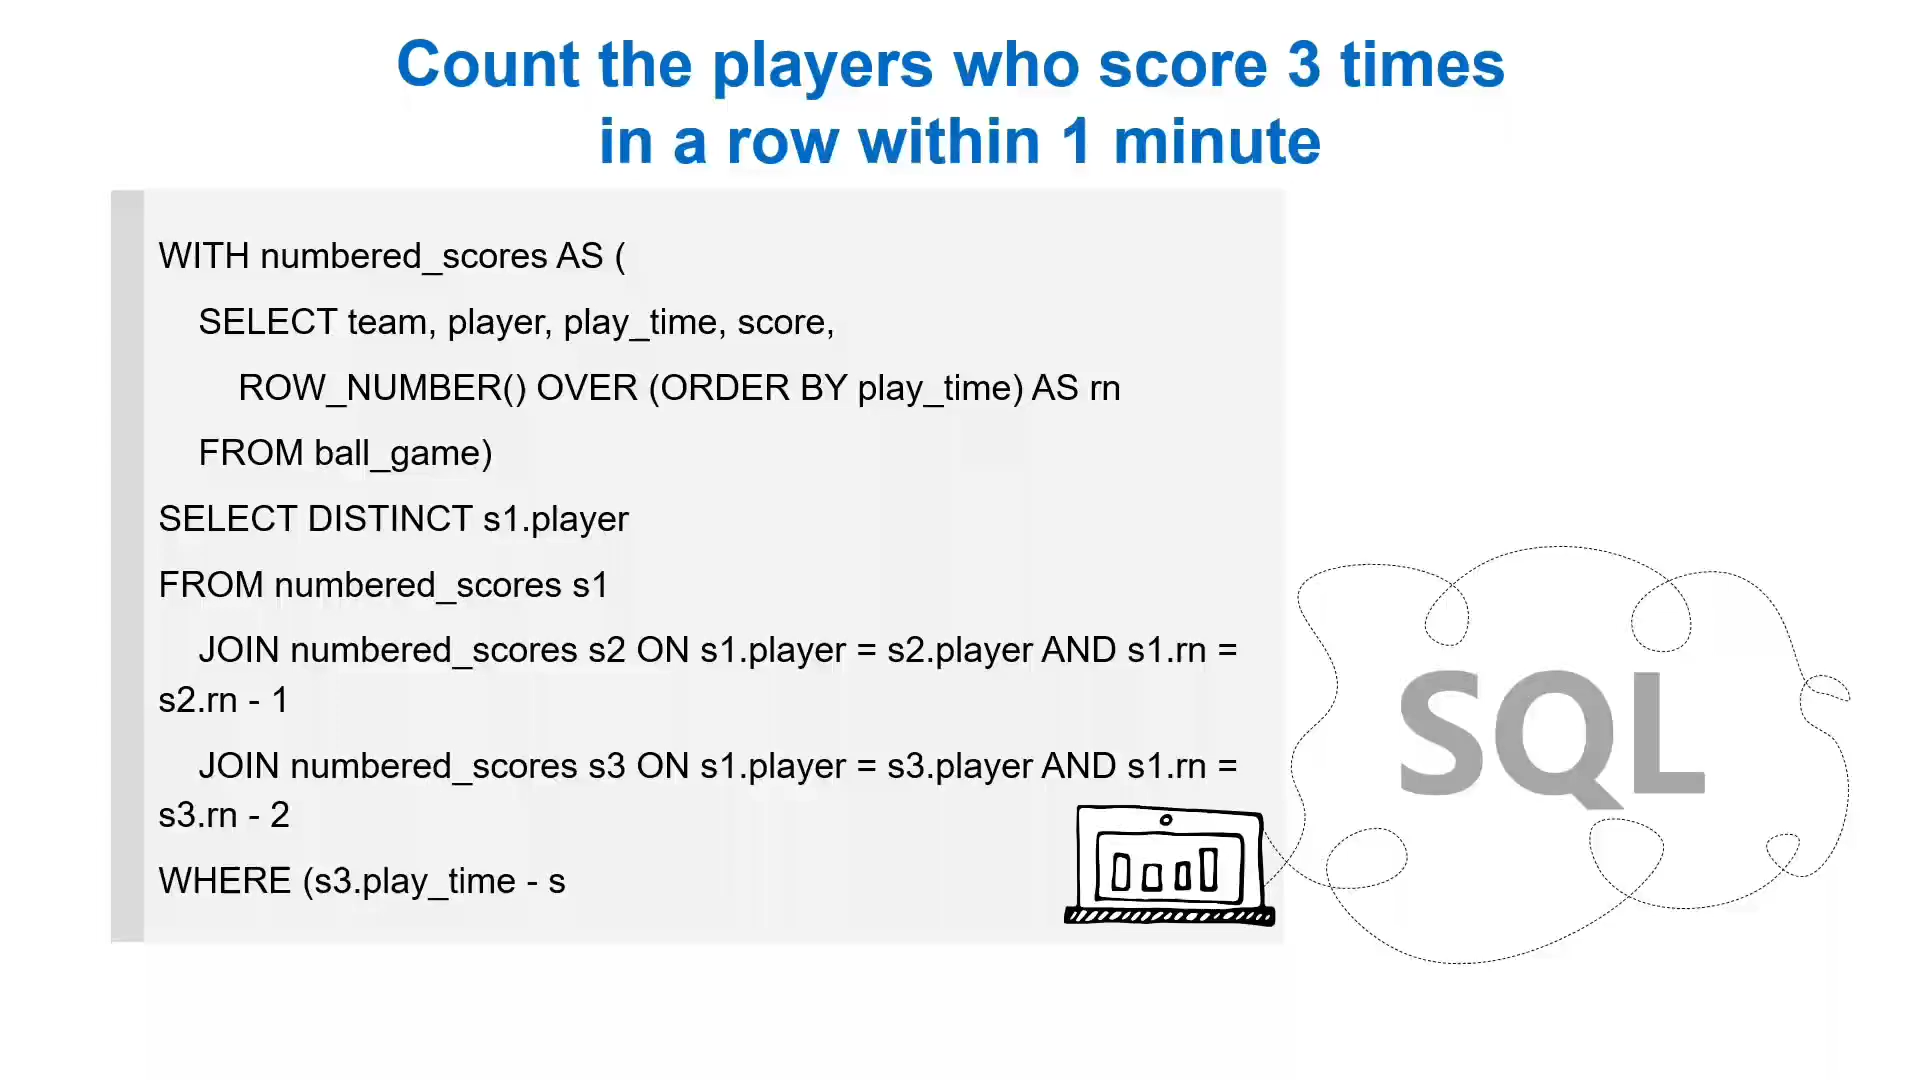 Count the players who score 3 times
in a row within 1 minute
WITH numbered_scores AS (
SELECT team, player, play_time, score,
ROW_NUMBER() OVER (ORDER BY play_time) AS rn
FROM ball_game)
SELECT DISTINCT s1.player
FROM numbered_scores s1
JOIN numbered_scores s2 ON s1.player = s2.player AND s1.rn =
s2.rn - 1
JOIN numbered_scores s3 ON s1.player = s3.player AND s1.rn =
s3.rn - 2
WHERE (s3.play_time - s
SQL